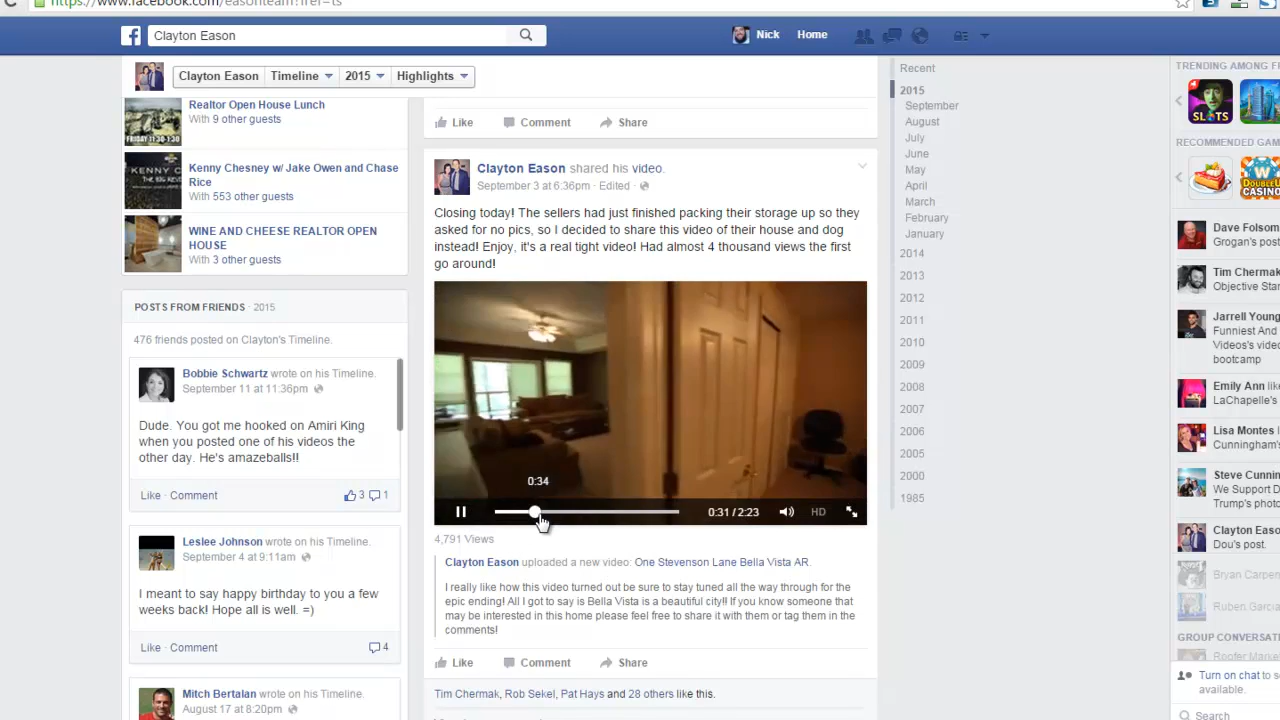 https://www.facebook.com/easonteam?fref=ts
Clayton Eason
Nick
Home
Clayton Eason
Timeline
2015
Highlights
Realtor Open House Lunch
With 9 other guests
FRIDAY 11:30-1:30
Kenny Chesney w/ Jake Owen and Chase
Rice
With 553 other guests
WINE AND CHEESE REALTOR OPEN
HOUSE
With 3 other guests
POSTS FROM FRIENDS · 2015
476 friends posted on Clayton's Timeline.
Bobbie Schwartz wrote on his Timeline.
September 11 at 11:36pm
Dude. You got me hooked on Amiri King
when you posted one of his videos the
other day. He's amazeballs!!
Like · Comment
3
1
Leslee Johnson wrote on his Timeline.
September 4 at 9:11am
I meant to say happy birthday to you a few
weeks back! Hope all is well. =)
Like · Comment
4
Mitch Bertalan wrote on his Timeline.
August 17 at 8:20pm
Like
Comment
Share
Clayton Eason shared his video.
September 3 at 6:36pm · Edited ·
Closing today! The sellers had just finished packing their storage up so they
asked for no pics, so I decided to share this video of their house and dog
instead! Enjoy, it's a real tight video! Had almost 4 thousand views the first
go around!
0:34
0:31 / 2:23
HD
4,791 Views
Clayton Eason uploaded a new video: One Stevenson Lane Bella Vista AR.
I really like how this video turned out be sure to stay tuned all the way through for the
epic ending! All I got to say is Bella Vista is a beautiful city!! If you know someone that
may be interested in this home please feel free to share it with them or tag them in the
comments!
Like
Comment
Share
Tim Chermak, Rob Sekel, Pat Hays and 28 others like this.
Recent
2015
September
August
July
June
May
April
March
February
January
2014
2013
2012
2011
2010
2009
2008
2007
2006
2005
2000
1985
TRENDING AMONG F
4
SLOTS
RECOMMENDED GAM
DOUBLEU
CASINO
Dave Folsom
Grogan's post
Tim Chermak
Objective Star
Jarrell Young
Funniest And
Videos's video
bootcamp
Emily Ann like
LaChapelle's
Lisa Montes
Cunningham's
Steve Cunnin
We Support D
Trump's photo
Clayton Easo
Dou's post.
Bryan Carpen
Ruben Garcia
GROUP CONVERSATI
Roofer Market
Turn on chat to s
available.
Search